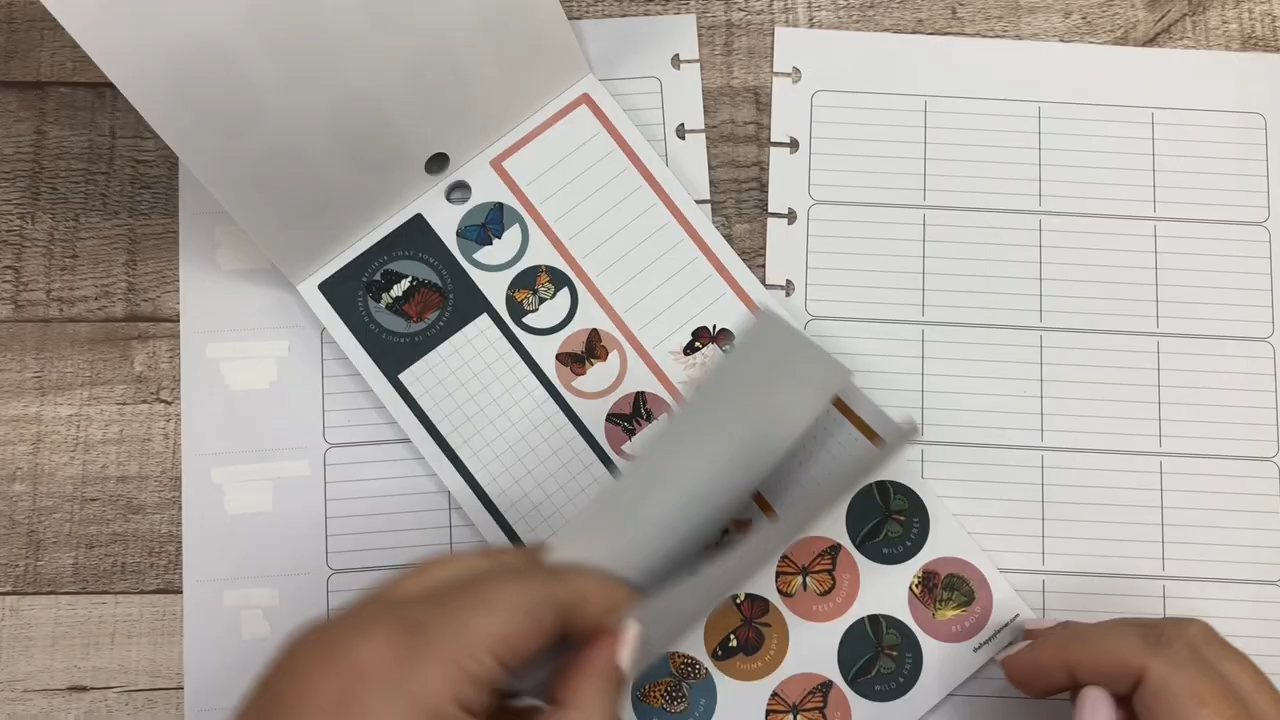 BELIEVE THAT SOMETHING WONDERFUL IS ABOUT TO HAPPEN
WILD & FREE
KEEP GOING
BE BOLD
THINK HAPPY
WILD & FREE
FUN
thehappyplanner.com